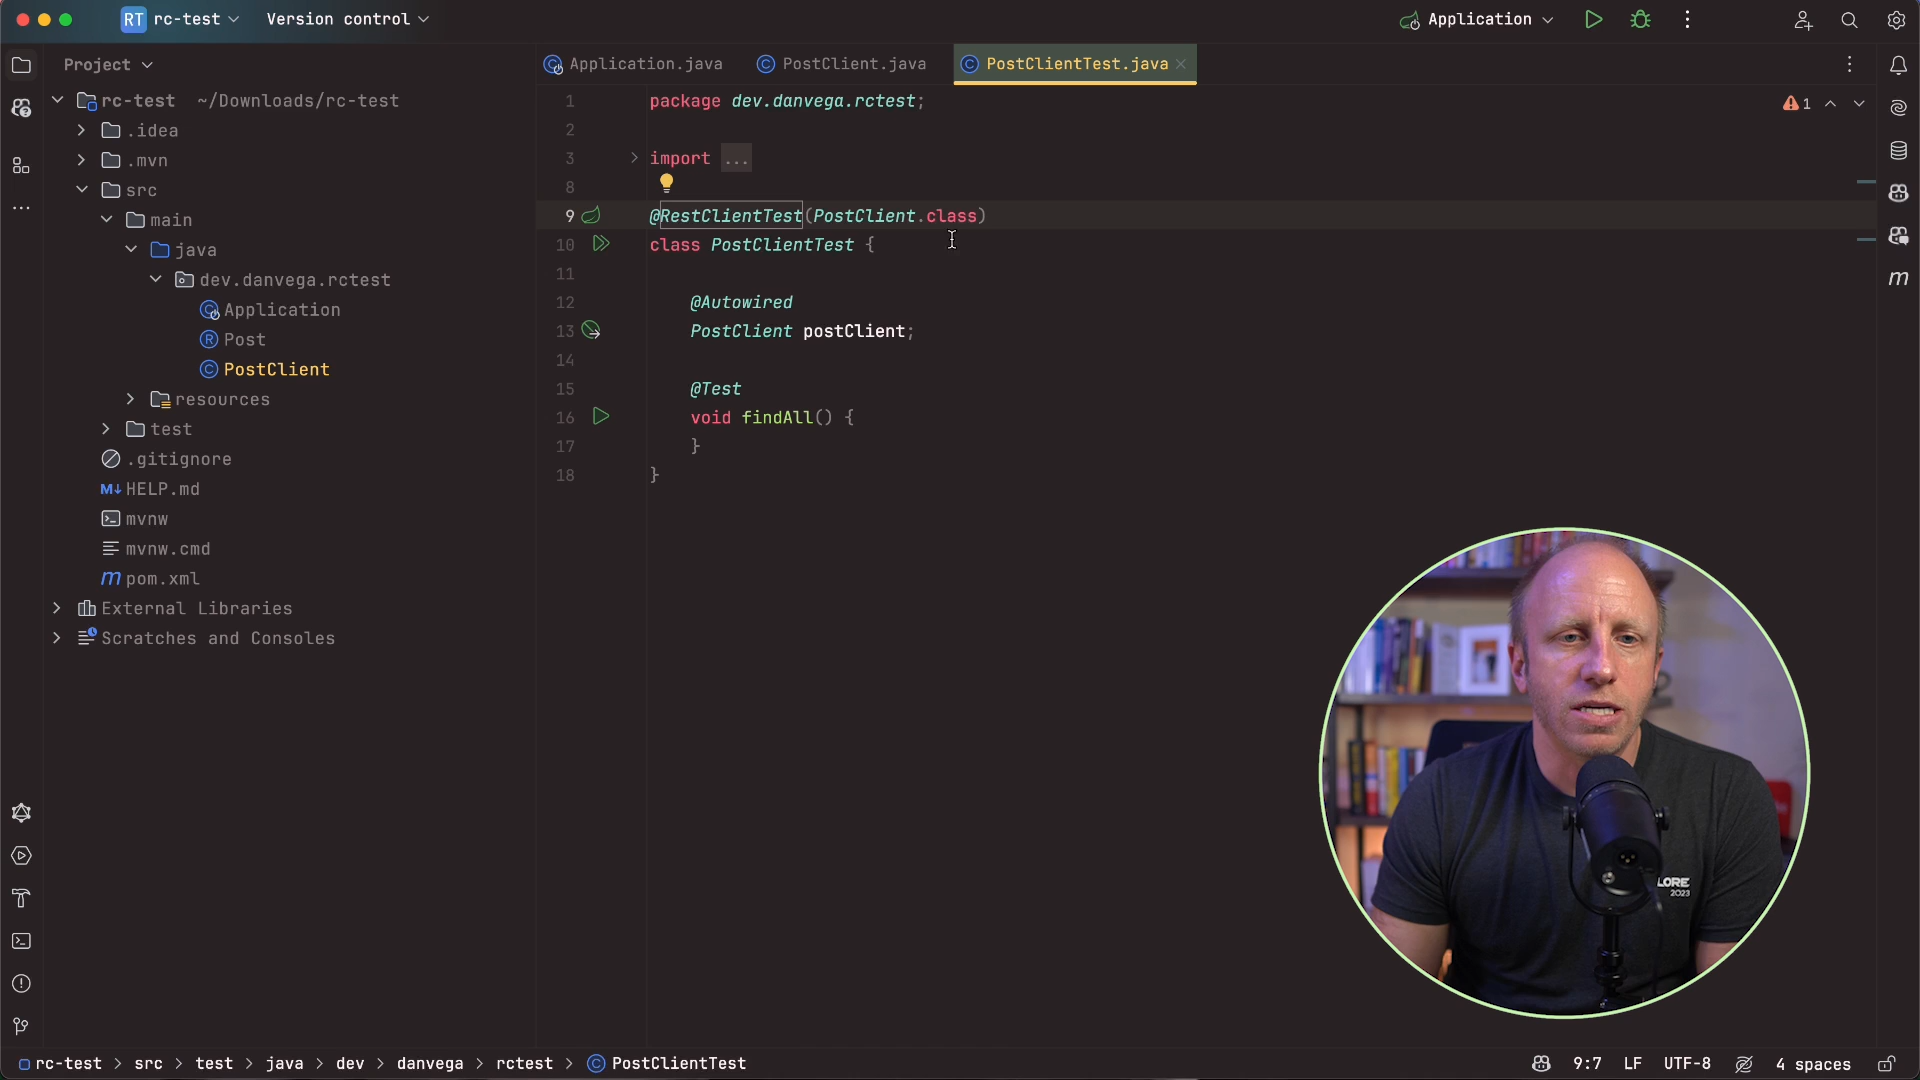 RT rc-test Version control Application
Project
Application.java PostClient.java PostClientTest.java
rc-test ~/Downloads/rc-test
.idea
.mvn
src
main
java
dev.danvega.rctest
Application
Post
PostClient
resources
test
.gitignore
HELP.md
mvnw
mvnw.cmd
pom.xml
External Libraries
Scratches and Consoles
1 package dev.danvega.rctest;
2
3 import ...
8
9 @RestClientTest(PostClient.class)
10 class PostClientTest {
11
12 @Autowired
13 PostClient postClient;
14
15 @Test
16 void findAll() {
17 }
18 }
1
LORE
2023
rc-test > src > test > java > dev > danvega > rctest > PostClientTest
9:7 LF UTF-8 4 spaces